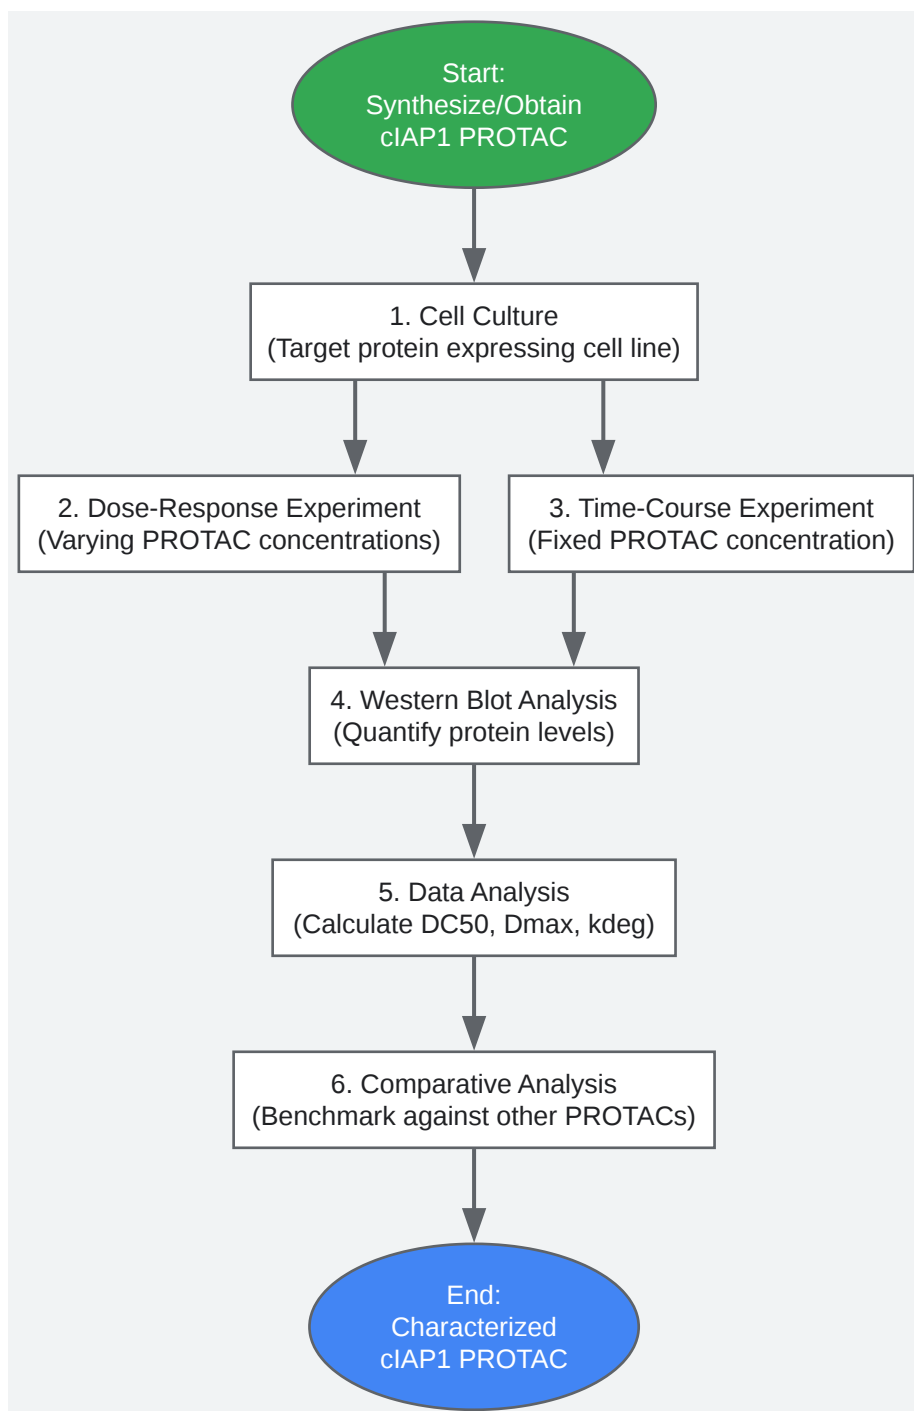 Start:
Synthesize/Obtain
cIAP1 PROTAC
1. Cell Culture
(Target protein expressing cell line)
2. Dose-Response Experiment
(Varying PROTAC concentrations)
3. Time-Course Experiment
(Fixed PROTAC concentration)
4. Western Blot Analysis
(Quantify protein levels)
5. Data Analysis
(Calculate DC50, Dmax, kdeg)
6. Comparative Analysis
(Benchmark against other PROTACs)
End:
Characterized
cIAP1 PROTAC